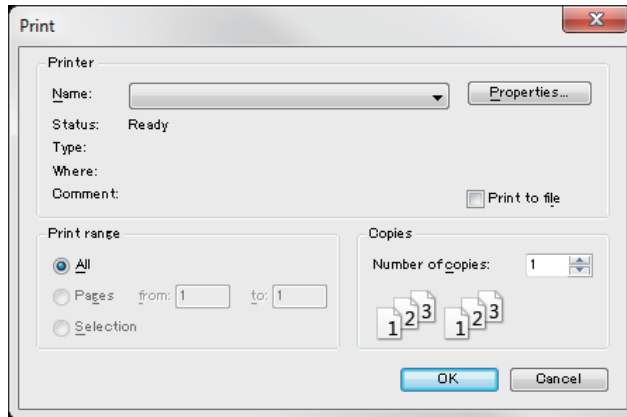 Print
Printer
Name:
Properties...
Status: Ready
Type:
Where:
Comment:
Print to file
Print range
All
Pages from: 1 to: 1
Selection
Copies
Number of copies: 1
1 2 3 1 2 3
OK Cancel